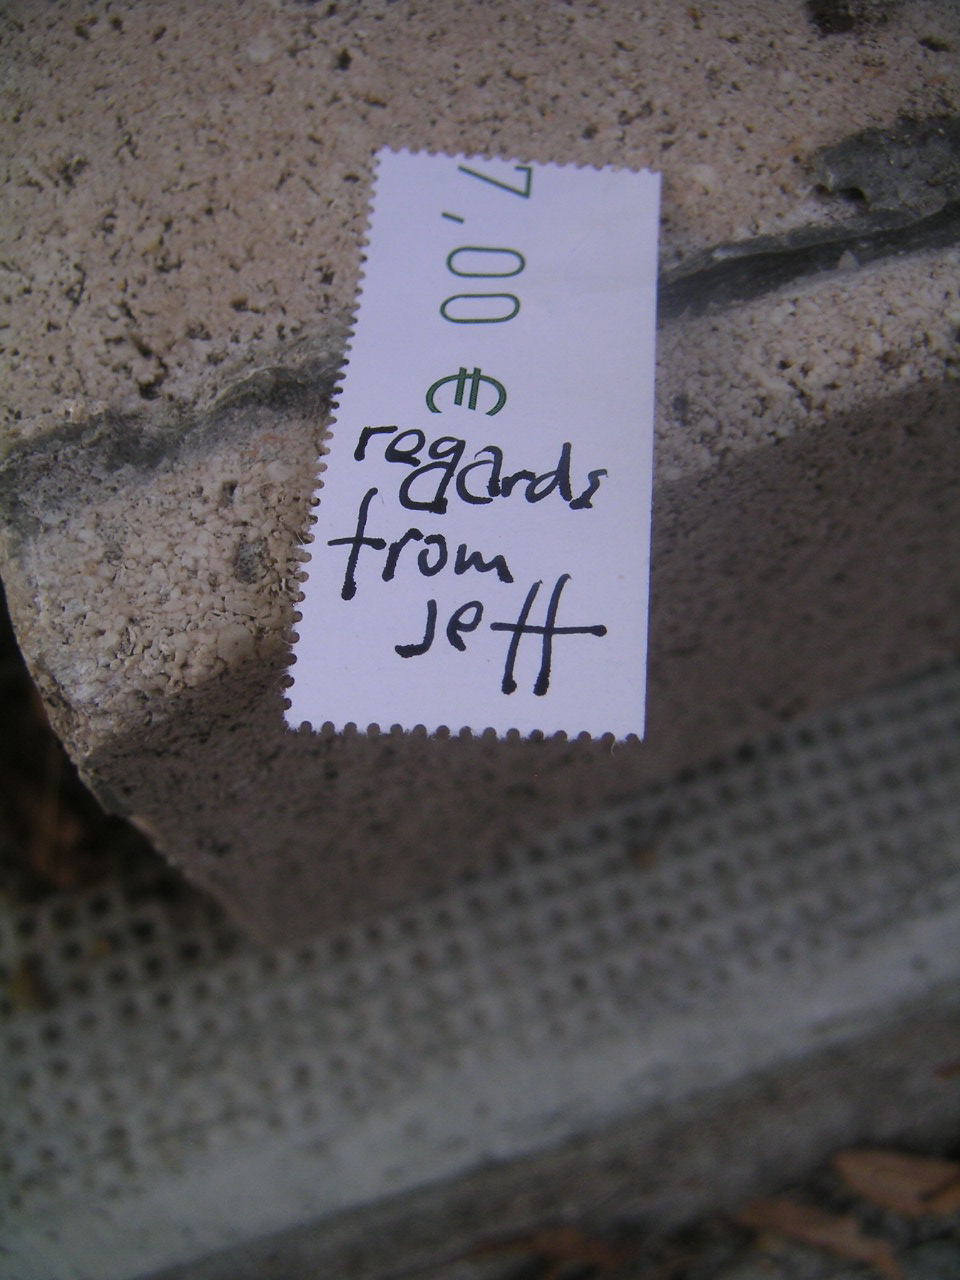 7,00 €
regards
from
Jeff